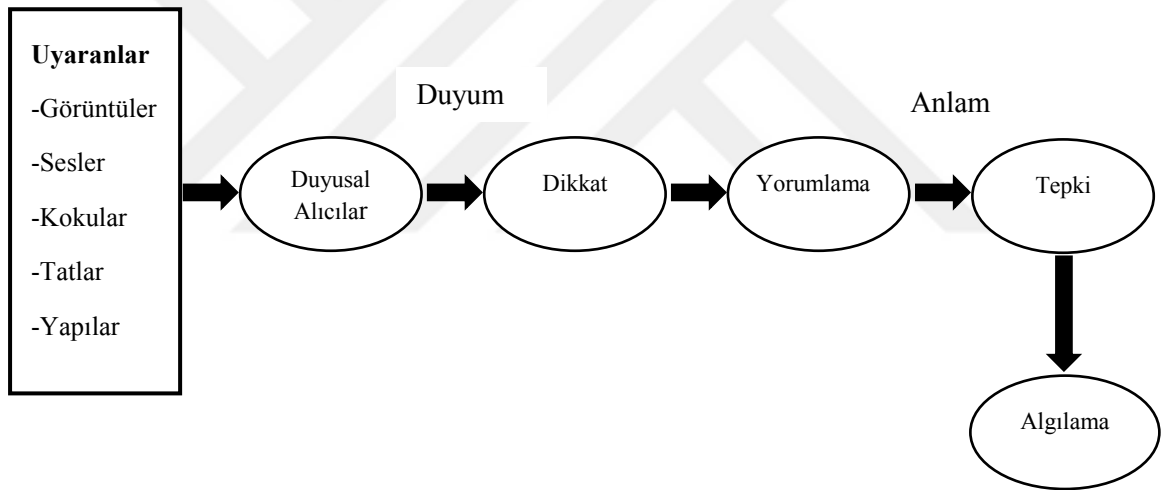 Uyaranlar
-Görüntüler
-Sesler
-Kokular
-Tatlar
-Yapılar
Duyusal
Alıcılar
Duyum
Dikkat
Yorumlama
Anlam
Tepki
Algılama